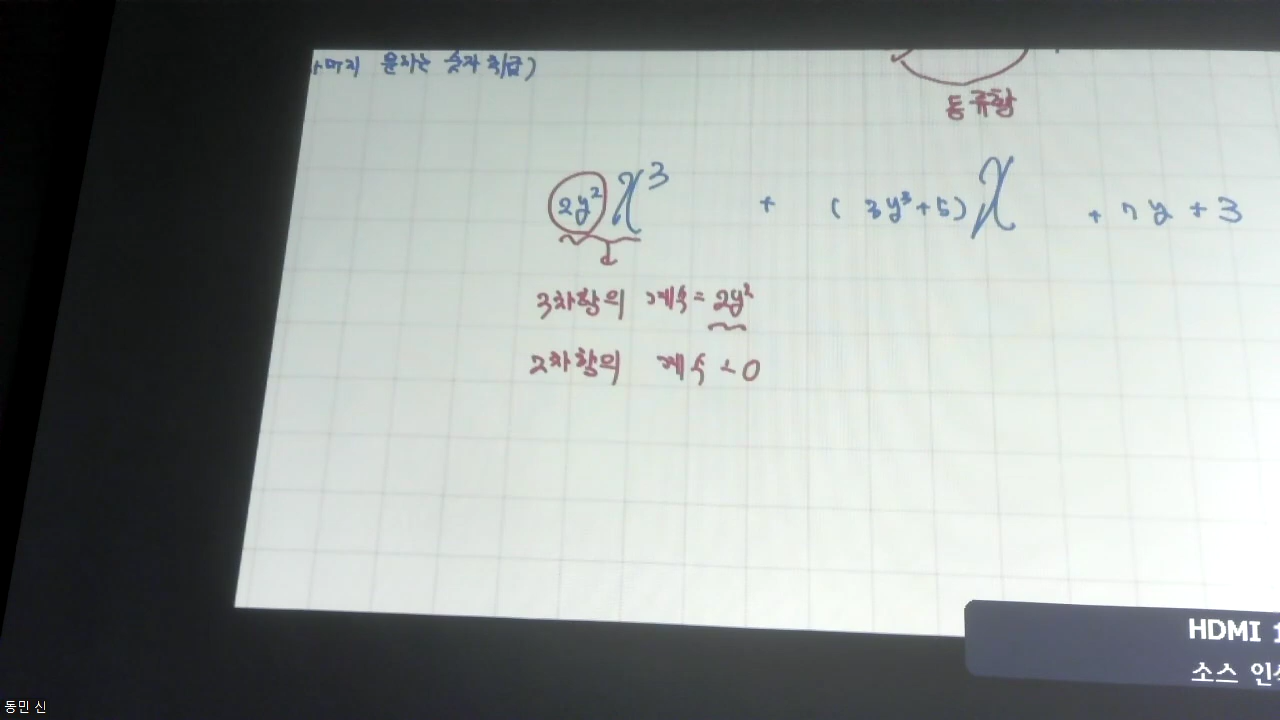 머지 문자는 숫자 취급)
동류항
2y² x³ + (3y³+5)x + 7y + 3
3차항의 계수= 2y²
2차항의 계수 = 0
HDMI 1
소스 인식
동민 신